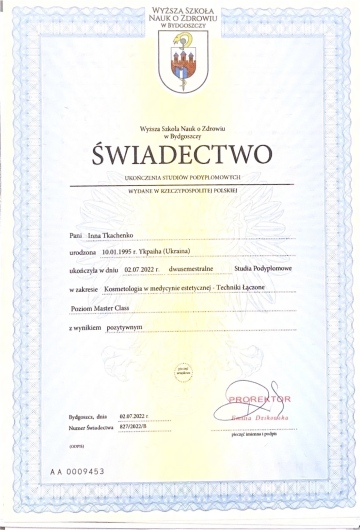 WYŻSZA SZKOŁA
NAUK O ZDROWIU
W BYDGOSZCZY
Wyższa Szkoła Nauk o Zdrowiu
w Bydgoszczy
ŚWIADECTWO
UKOŃCZENIA STUDIÓW PODYPLOMOWYCH
WYDANE W RZECZYPOSPOLITEJ POLSKIEJ
Pani Inna Tkachenko
urodzona 10.01.1995 r. Україна (Ukraina)
ukończyła w dniu 02.07.2022 r. dwusemestralne Studia Podyplomowe
w zakresie Kosmetologia w medycynie estetycznej - Techniki Łączone
Poziom Master Class
z wynikiem pozytywnym
PROREKTOR
Bydgoszcz, dnia 02.07.2022 r.
Numer Świadectwa 827/2022/B
pieczęć imienna i podpis
(ODPIS)
A A 0009453